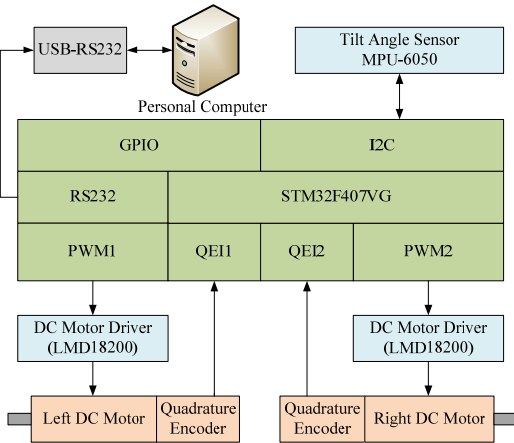 USB-RS232
Personal Computer
Tilt Angle Sensor
MPU-6050
GPIO
I2C
RS232
STM32F407VG
PWM1
QEI1
QEI2
PWM2
DC Motor Driver
(LMD18200)
DC Motor Driver
(LMD18200)
Left DC Motor
Quadrature
Encoder
Quadrature
Encoder
Right DC Motor